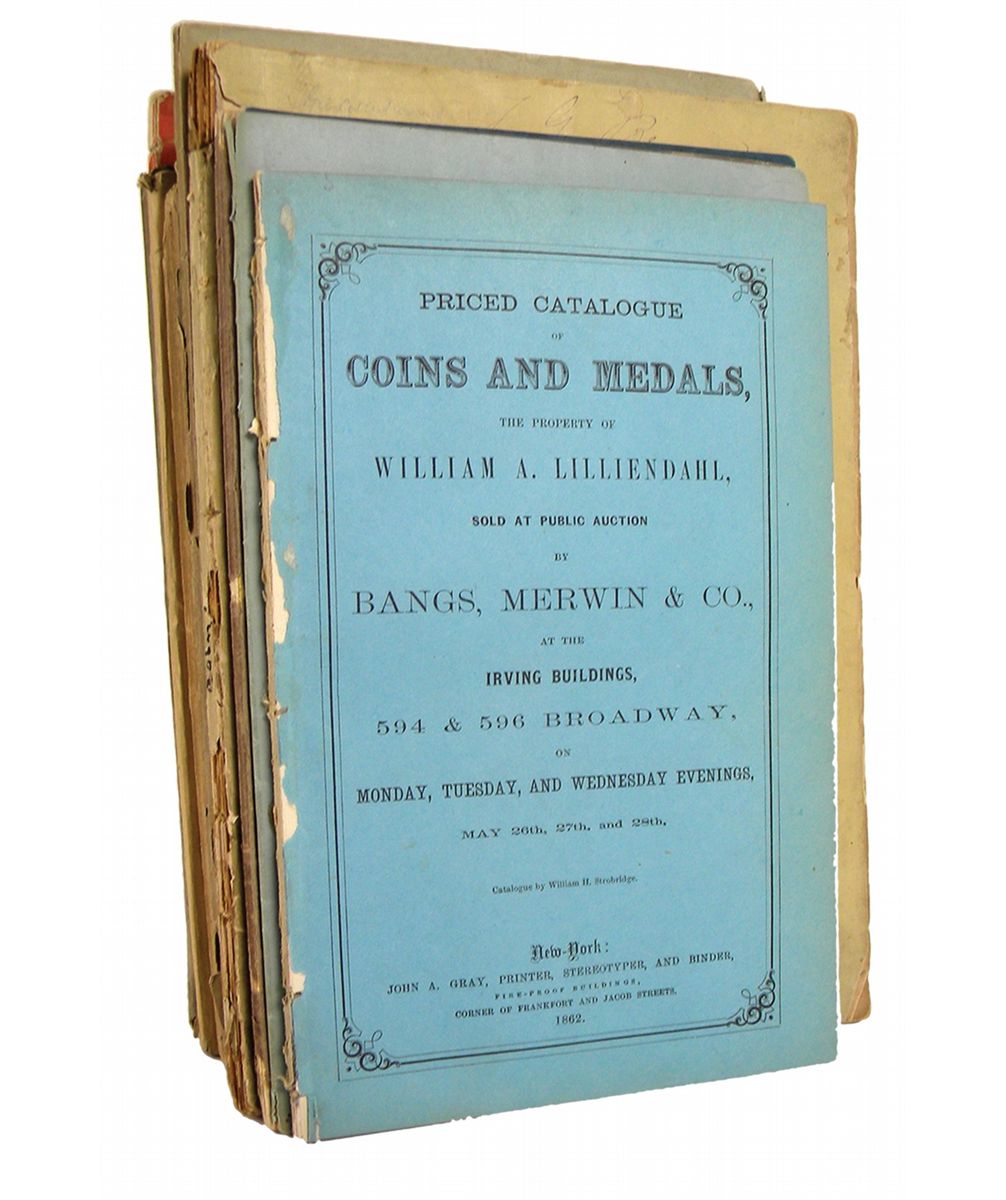 PRICED CATALOGUE
OF
COINS AND MEDALS,
THE PROPERTY OF
WILLIAM A. LILLIENDAHL,
SOLD AT PUBLIC AUCTION
BY
BANGS, MERWIN & CO.,
AT THE
IRVING BUILDINGS,
594 & 596 BROADWAY,
ON
MONDAY, TUESDAY, AND WEDNESDAY EVENINGS,
MAY 26th, 27th, and 28th.
Catalogue by William H. Strobridge.
New-York:
JOHN A. GRAY, PRINTER, STEREOTYPER, AND BINDER,
FIRE-PROOF BUILDINGS,
CORNER OF FRANKFORT AND JACOB STREETS.
1862.